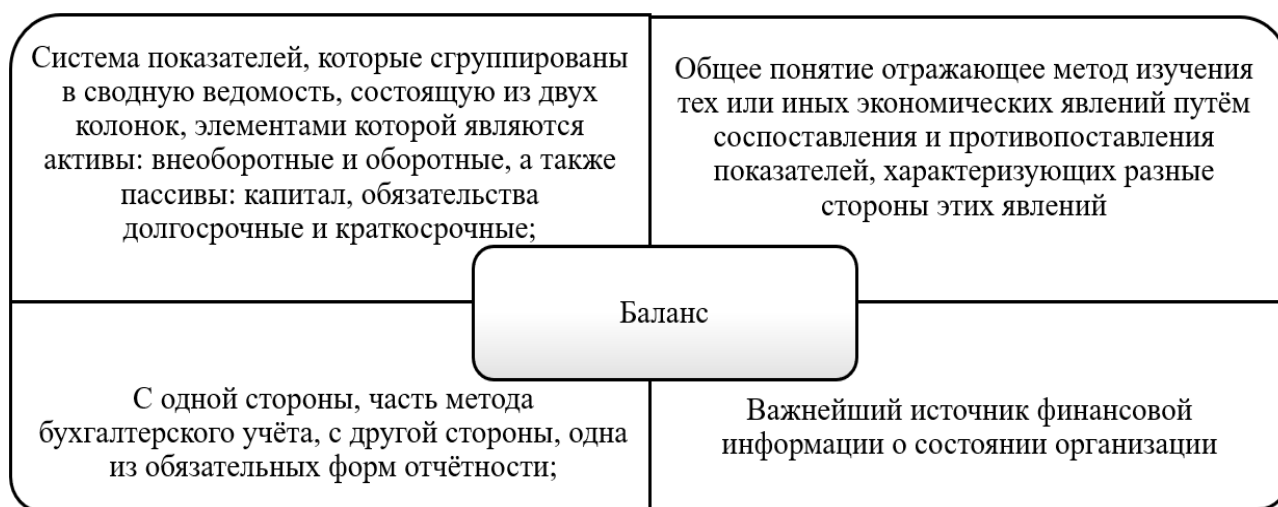 Система показателей, которые сгруппированы
в сводную ведомость, состоящую из двух
колонок, элементами которой являются
активы: внеоборотные и оборотные, а также
пассивы: капитал, обязательства
долгосрочные и краткосрочные;
Общее понятие отражающее метод изучения
тех или иных экономических явлений путём
соспоставления и противопоставления
показателей, характеризующих разные
стороны этих явлений
Баланс
С одной стороны, часть метода
бухгалтерского учёта, с другой стороны, одна
из обязательных форм отчётности;
Важнейший источник финансовой
информации о состоянии организации